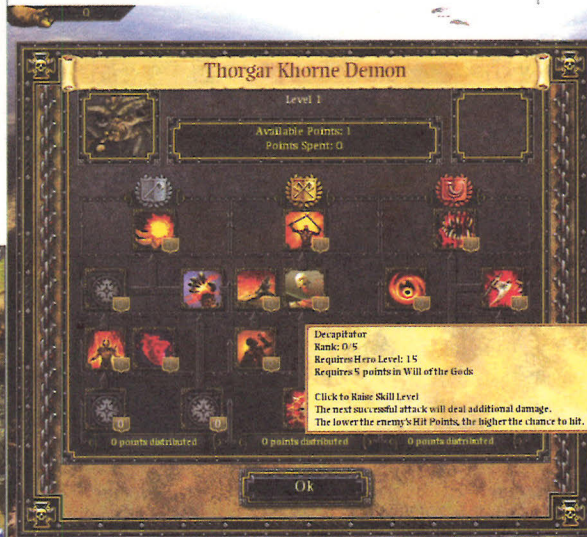 Thorgar Khorne Demon
Level 1
Available Points: 1
Points Spent: 0
Decapitator
Rank: 0/5
Requires Hero Level: 15
Requires 5 points in Will of the Gods
Click to Raise Skill Level
The next successful attack will deal additional damage.
The lower the enemy's Hit Points, the higher the chance to hit.
0 0
0 points distributed 0 points distributed 0 points distributed
Ok